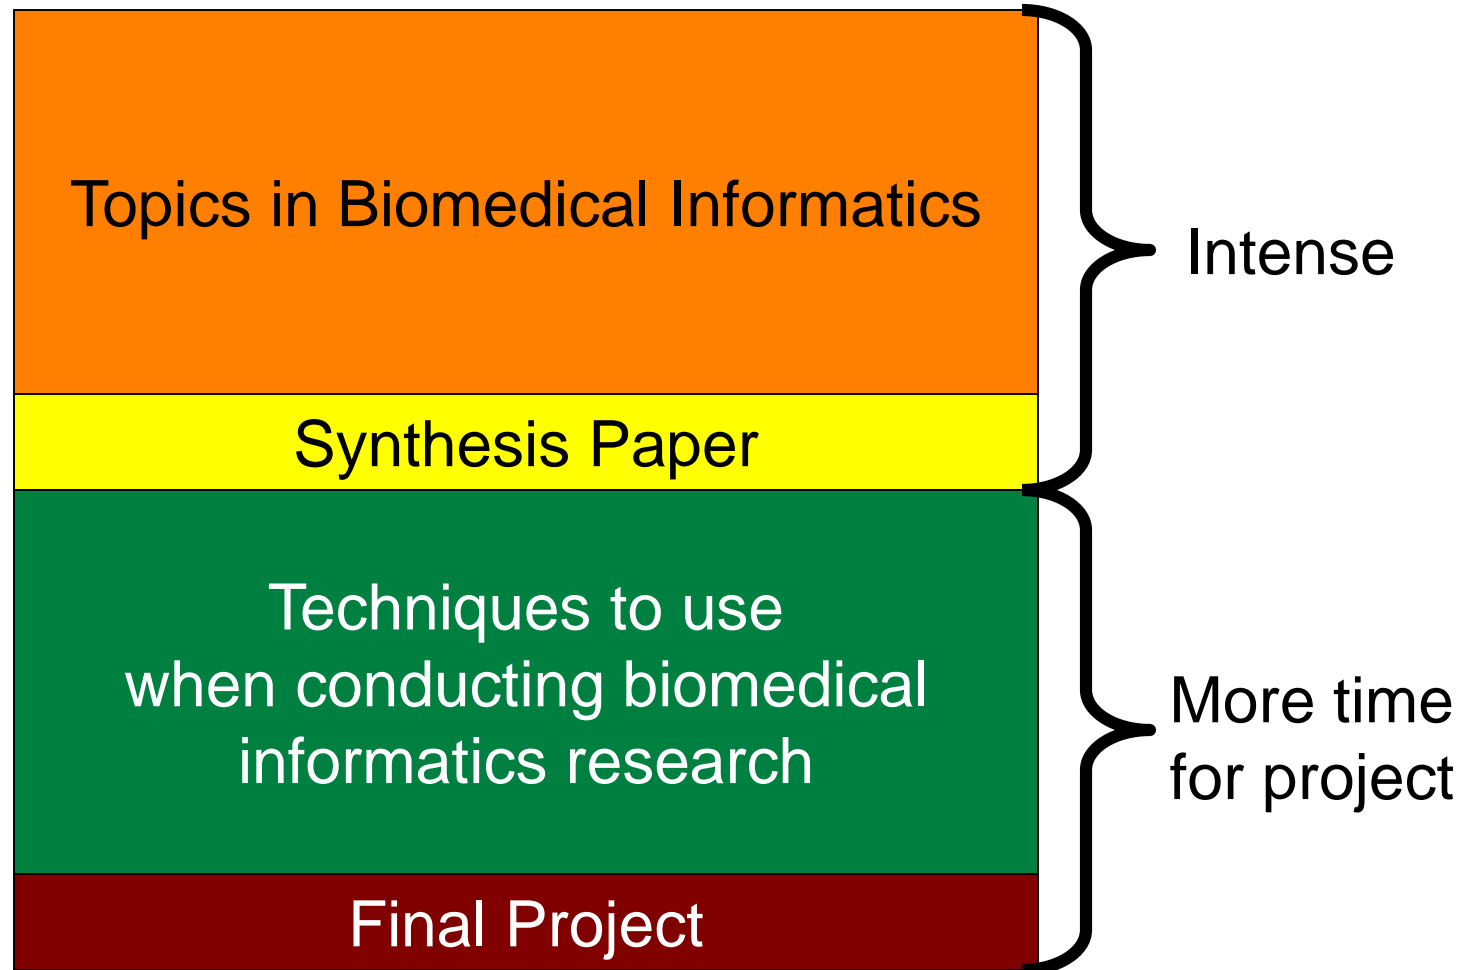 Topics in Biomedical Informatics
Intense
Synthesis Paper
Techniques to use
when conducting biomedical
informatics research
More time
for project
Final Project